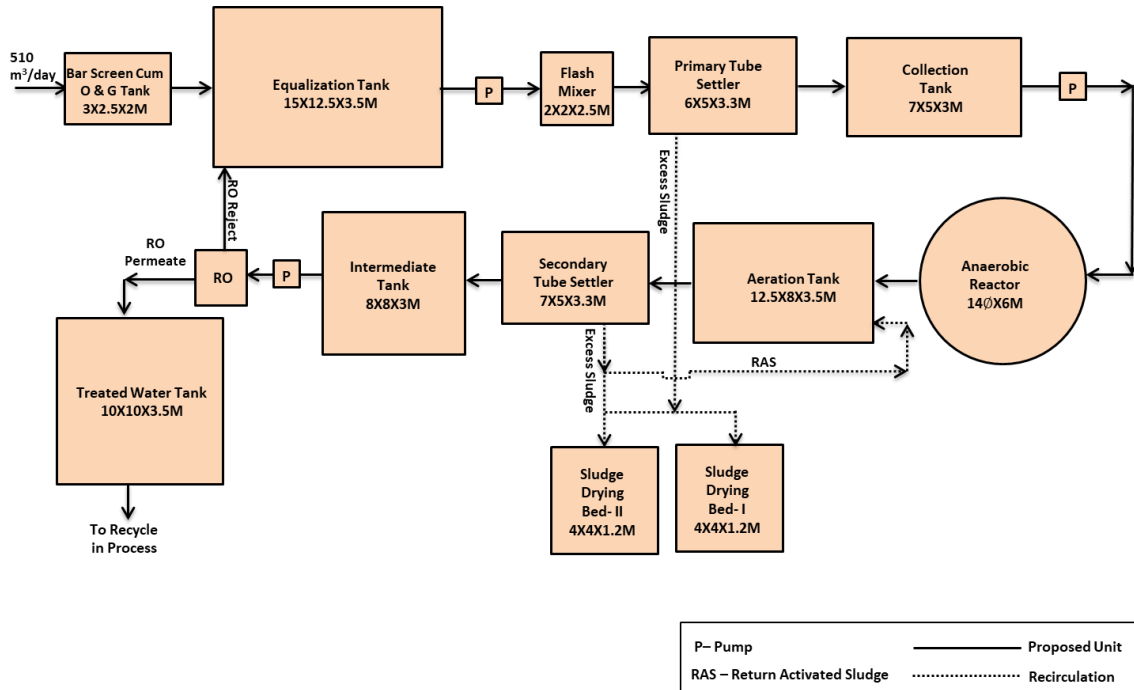 510
m³/day
Bar Screen Cum
O & G Tank
3X2.5X2M
Equalization Tank
15X12.5X3.5M
P
Flash
Mixer
2X2X2.5M
Primary Tube
Settler
6X5X3.3M
Collection
Tank
7X5X3M
P
RO Reject
Excess Sludge
RO
Permeate
RO
P
Intermediate
Tank
8X8X3M
Secondary
Tube Settler
7X5X3.3M
Aeration Tank
12.5X8X3.5M
Anaerobic
Reactor
14∅X6M
Excess Sludge
RAS
Treated Water Tank
10X10X3.5M
Sludge
Drying
Bed- II
4X4X1.2M
Sludge
Drying
Bed- I
4X4X1.2M
To Recycle
in Process
P– Pump
Proposed Unit
RAS – Return Activated Sludge
Recirculation